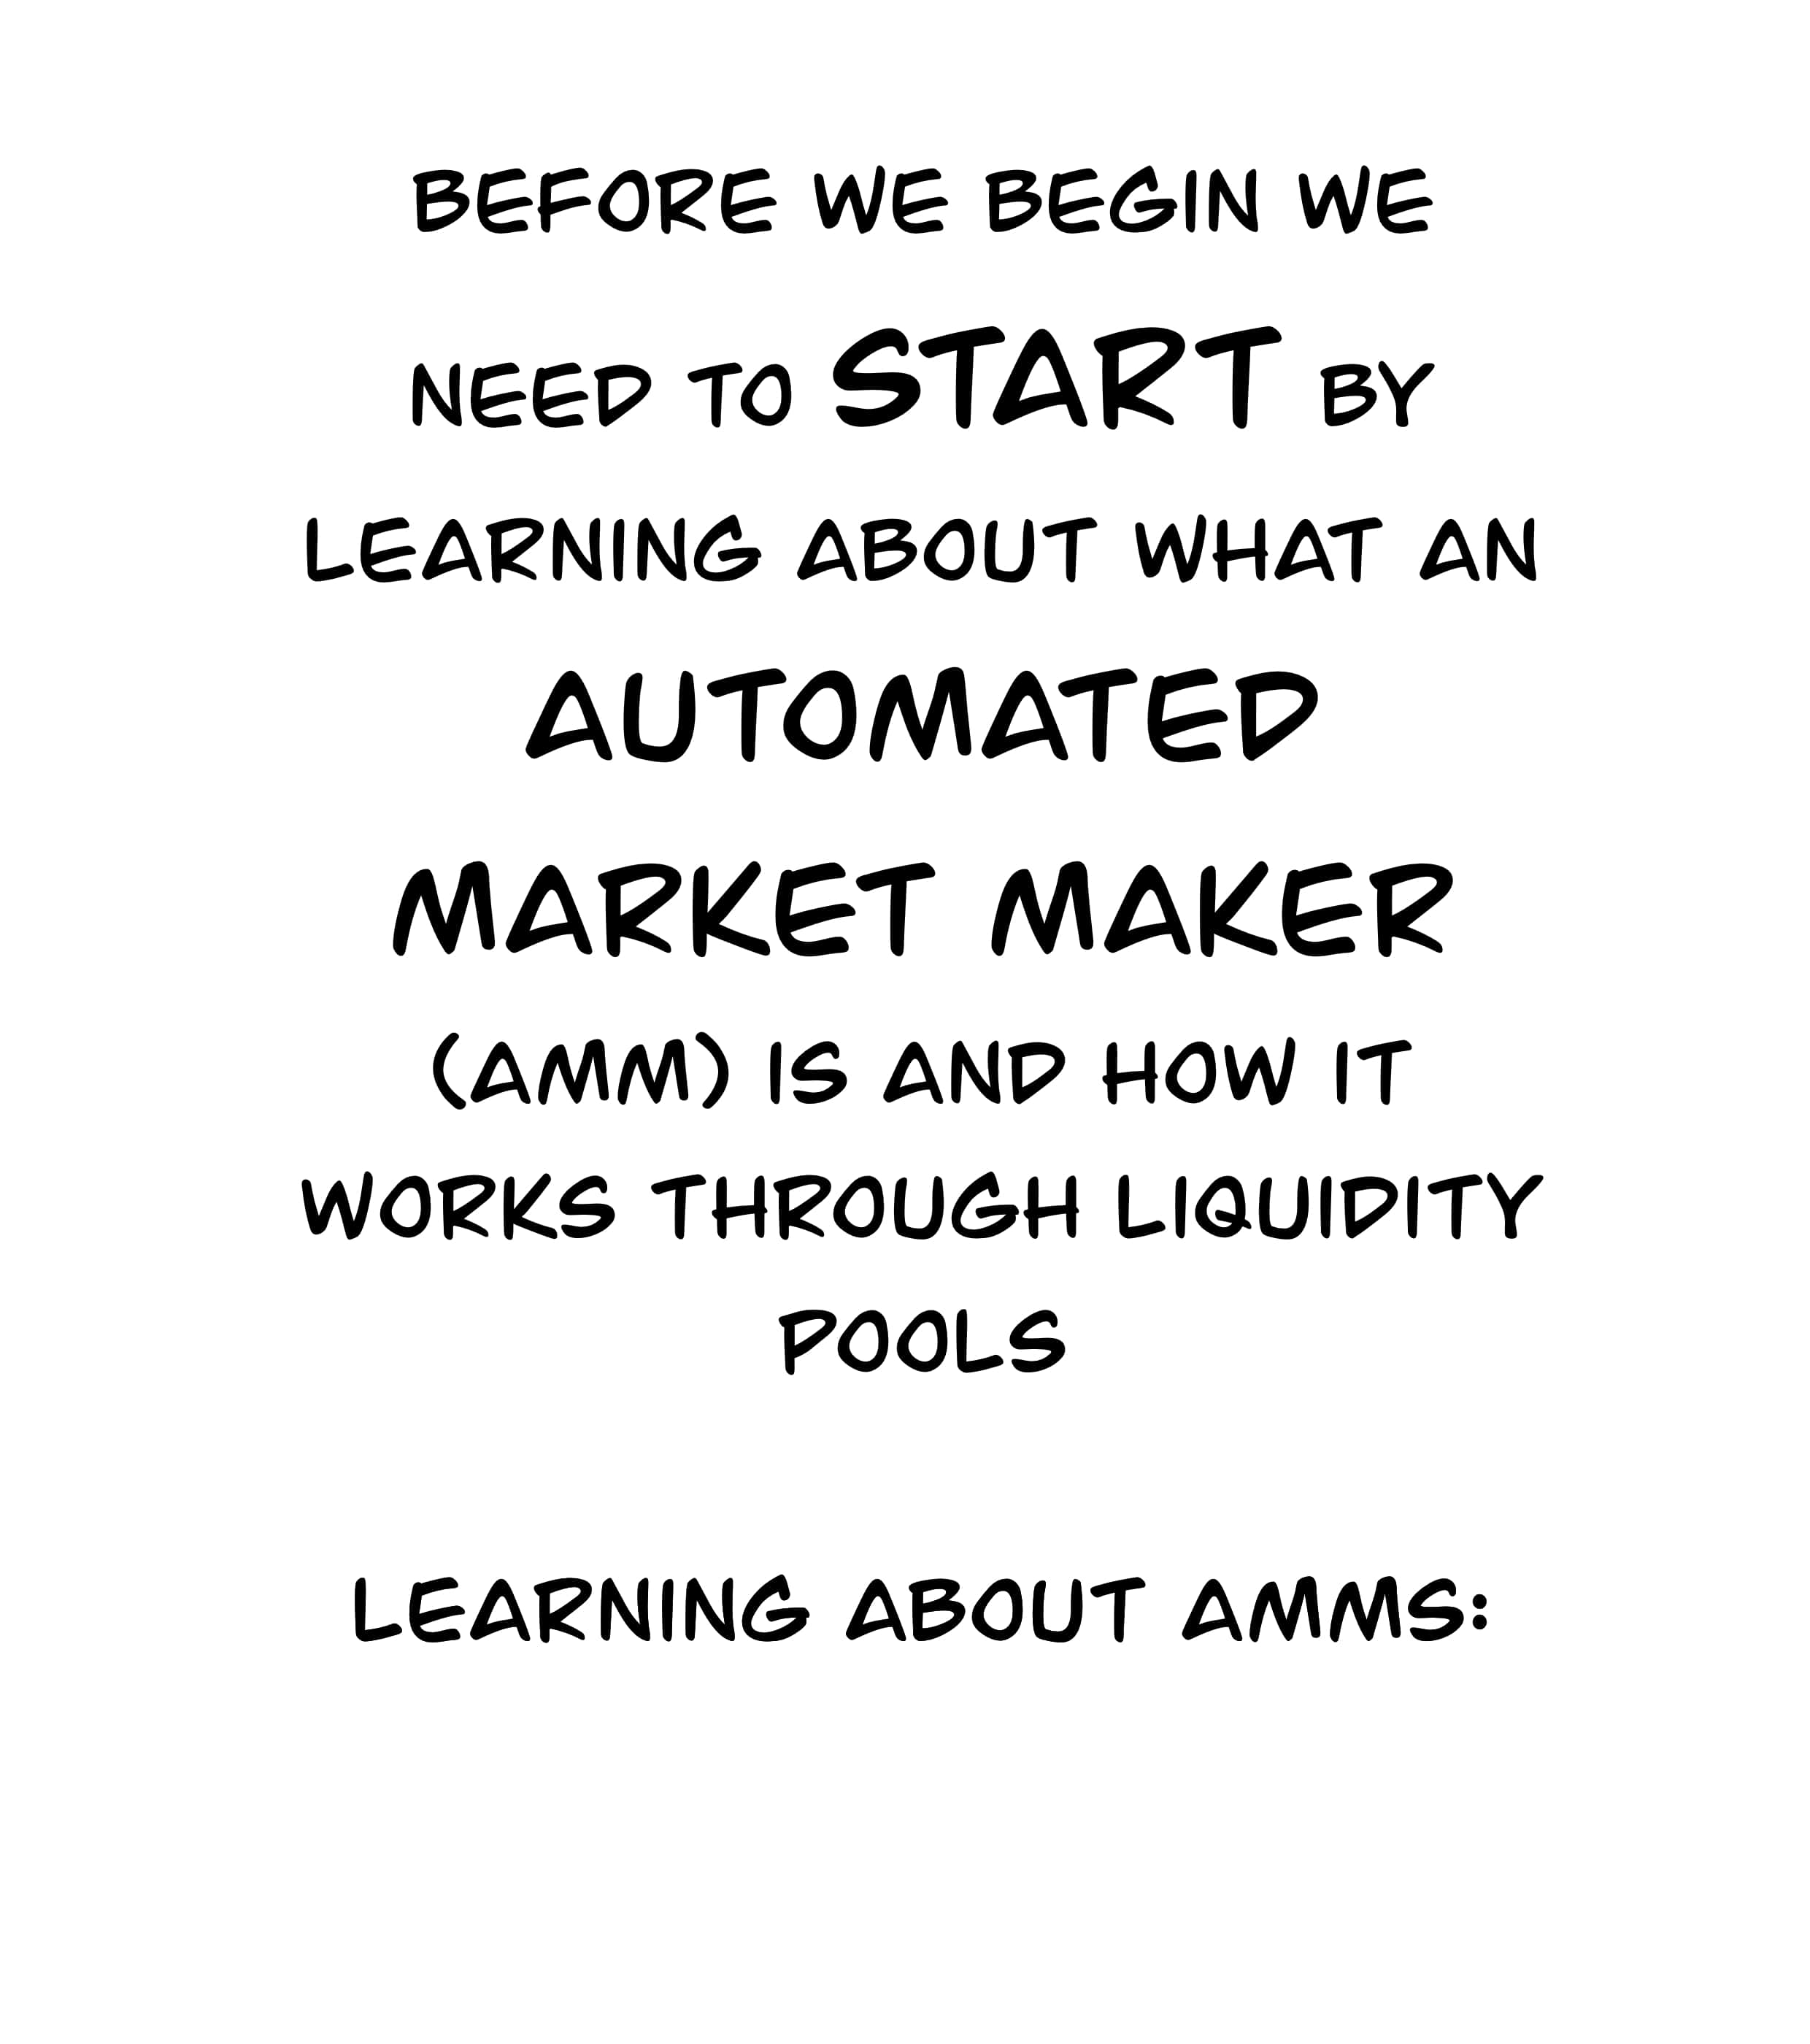 BEFORE WE BEGIN WE
NEED TO START BY
LEARNING ABOUT WHAT AN
AUTOMATED
MARKET MAKER
(AMM) IS AND HOW IT
WORKS THROUGH LIQUIDITY
POOLS
LEARNING ABOUT AMMS: